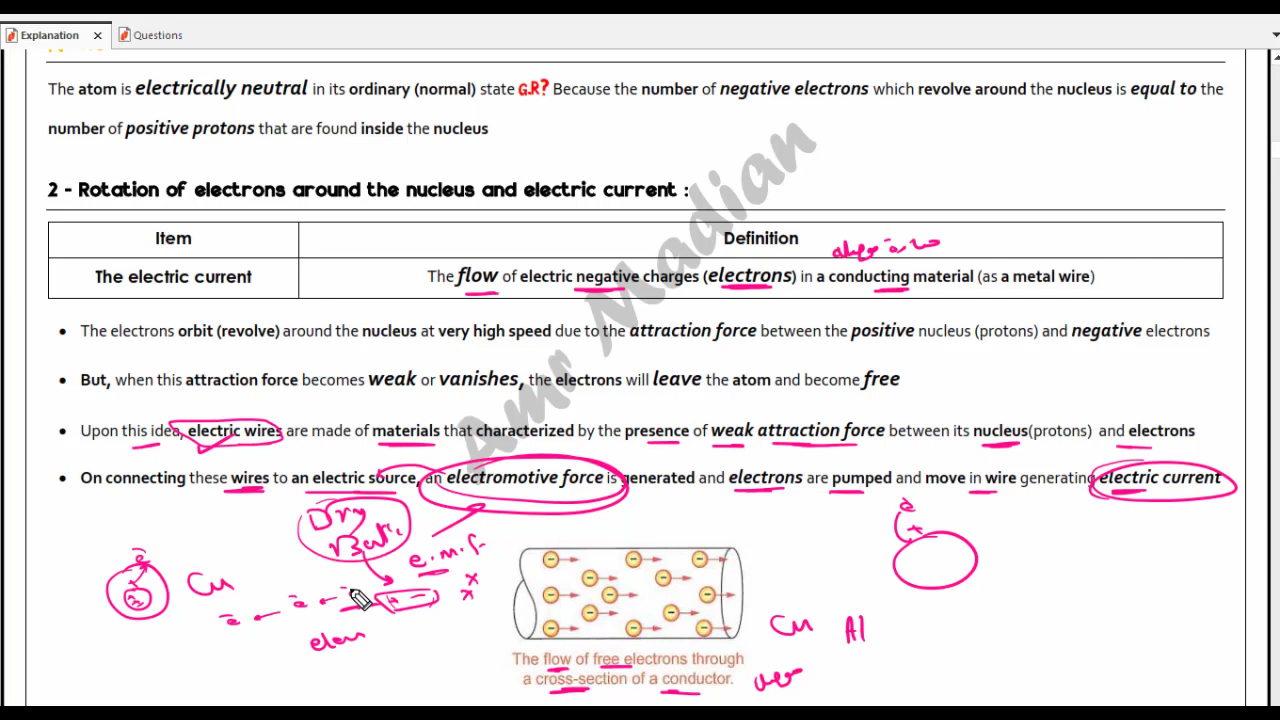 Explanation
Questions
The atom is electrically neutral in its ordinary (normal) state G.R? Because the number of negative electrons which revolve around the nucleus is equal to the
number of positive protons that are found inside the nucleus
2 - Rotation of electrons around the nucleus and electric current :
Item
Definition
The electric current
The flow of electric negative charges (electrons) in a conducting material (as a metal wire)
• The electrons orbit (revolve) around the nucleus at very high speed due to the attraction force between the positive nucleus (protons) and negative electrons
• But, when this attraction force becomes weak or vanishes, the electrons will leave the atom and become free
• Upon this idea, electric wires are made of materials that characterized by the presence of weak attraction force between its nucleus(protons) and electrons
• On connecting these wires to an electric source, an electromotive force is generated and electrons are pumped and move in wire generating electric current
Amr Madian
Dry
Batt.
e.m.f.
Cu
Cu
Al
The flow of free electrons through
a cross-section of a conductor.